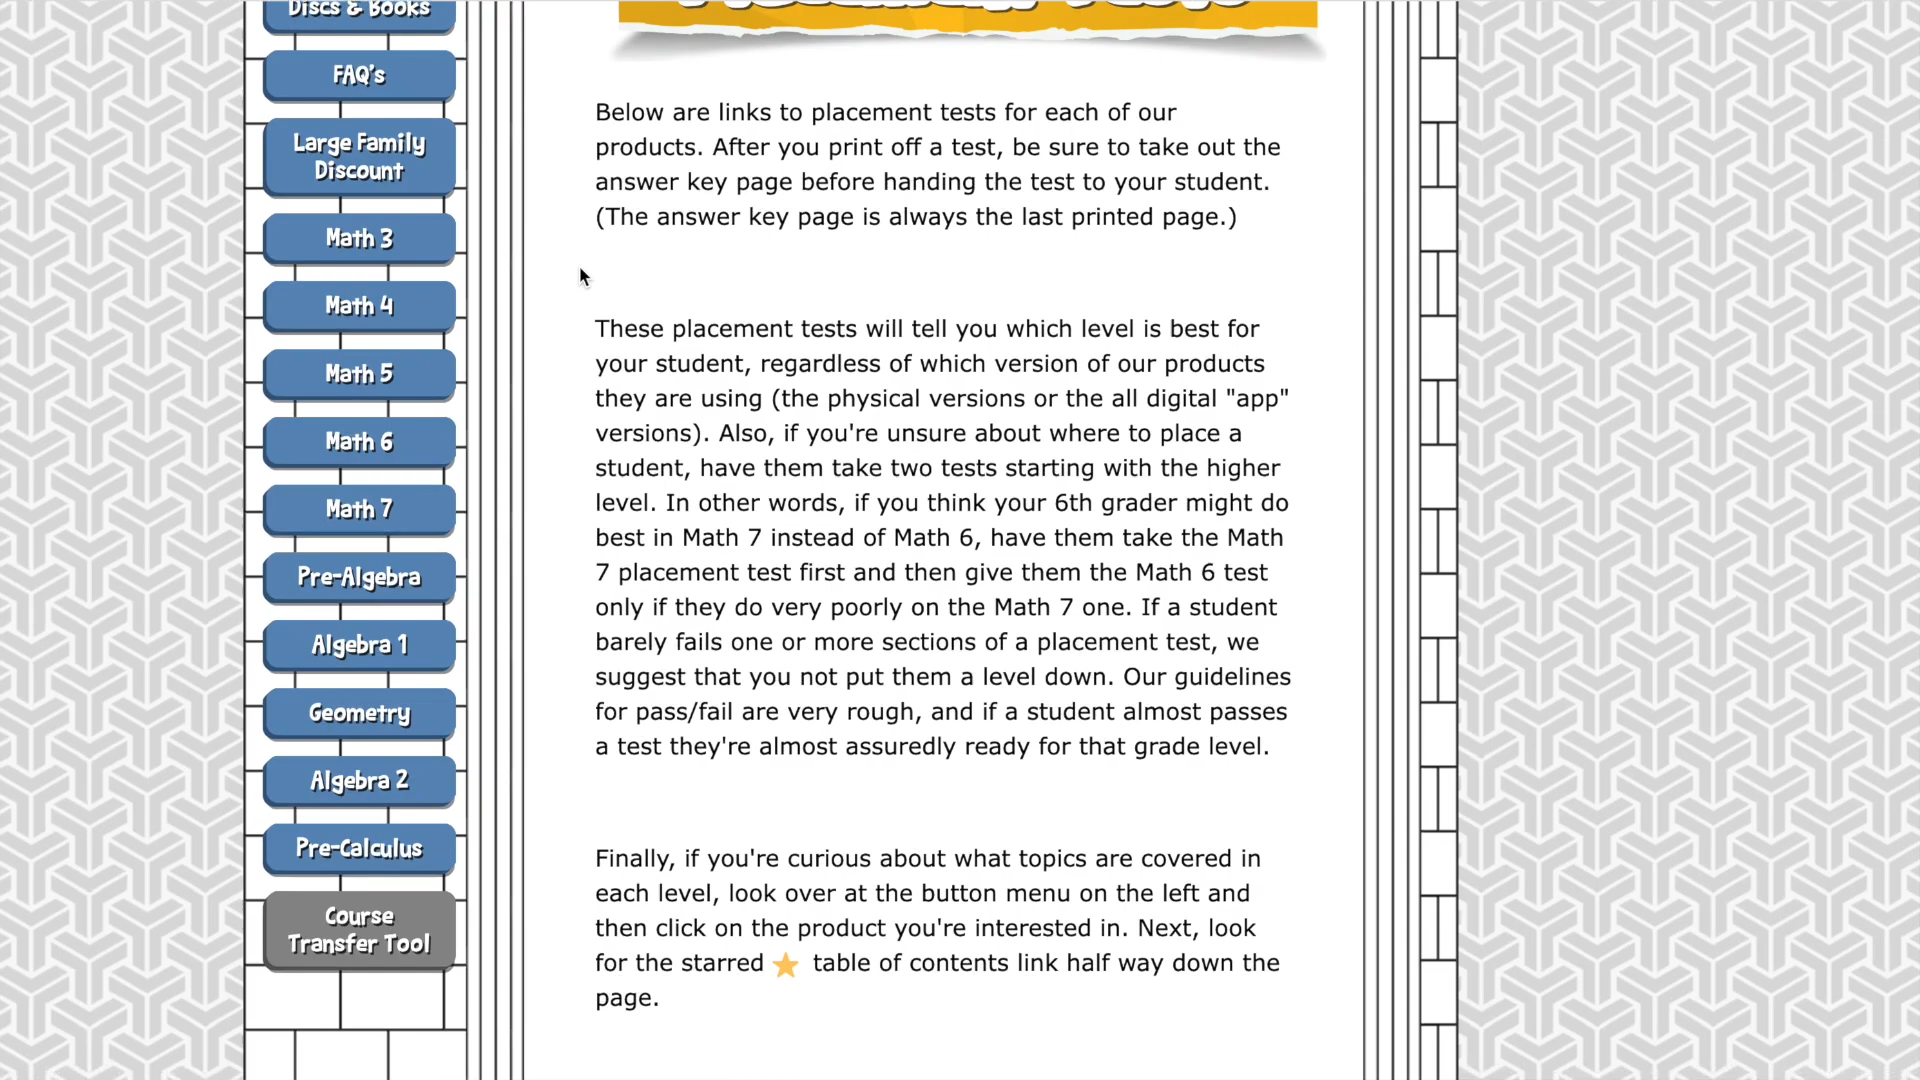 Discs & Books
FAQ's
Large Family
Discount
Math 3
Math 4
Math 5
Math 6
Math 7
Pre-Algebra
Algebra 1
Geometry
Algebra 2
Pre-Calculus
Course
Transfer Tool
Below are links to placement tests for each of our
products. After you print off a test, be sure to take out the
answer key page before handing the test to your student.
(The answer key page is always the last printed page.)
These placement tests will tell you which level is best for
your student, regardless of which version of our products
they are using (the physical versions or the all digital "app"
versions). Also, if you're unsure about where to place a
student, have them take two tests starting with the higher
level. In other words, if you think your 6th grader might do
best in Math 7 instead of Math 6, have them take the Math
7 placement test first and then give them the Math 6 test
only if they do very poorly on the Math 7 one. If a student
barely fails one or more sections of a placement test, we
suggest that you not put them a level down. Our guidelines
for pass/fail are very rough, and if a student almost passes
a test they're almost assuredly ready for that grade level.
Finally, if you're curious about what topics are covered in
each level, look over at the button menu on the left and
then click on the product you're interested in. Next, look
for the starred table of contents link half way down the
page.